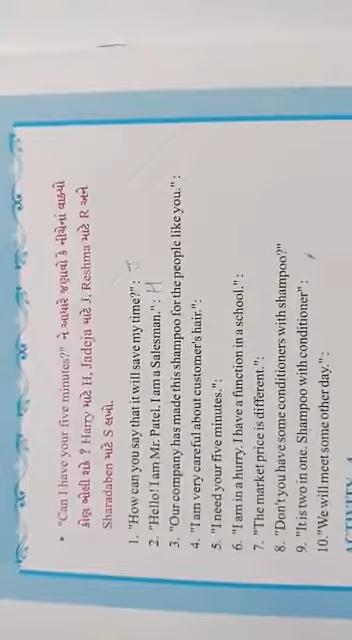 • "Can I have your five minutes?" ને આધારે જણાવો કે નીચેનાં વાક્યો
કોણ બોલી શકે ? Harry માટે H, Jadeja માટે J, Reshma માટે R અને
Sharadaben માટે S લખો.
1. "How can you say that it will save my time?": J
2. "Hello! I am Mr. Patel. I am a Salesman.": H
3. "Our company has made this shampoo for the people like you.":
4. "I am very careful about customer's hair.":
5. "I need your five minutes.":
6. "I am in a hurry. I have a function in a school.":
7. "The market price is different.":
8. "Don't you have some conditioners with shampoo?"
9. "It is two in one. Shampoo with conditioner":
10. "We will meet some other day.":
ACTIVITY 4